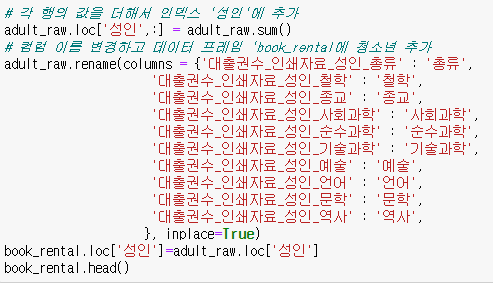 # 각 행의 값을 더해서 인덱스 '성인'에 추가
adult_raw.loc['성인',:] = adult_raw.sum()
# 컬럼 이름 변경하고 데이터 프레임 'book_rental에 청소년 추가
adult_raw.rename(columns = {'대출권수_인쇄자료_성인_총류' : '총류',
'대출권수_인쇄자료_성인_철학' : '철학',
'대출권수_인쇄자료_성인_종교' : '종교',
'대출권수_인쇄자료_성인_사회과학' : '사회과학',
'대출권수_인쇄자료_성인_순수과학' : '순수과학',
'대출권수_인쇄자료_성인_기술과학' : '기술과학',
'대출권수_인쇄자료_성인_예술' : '예술',
'대출권수_인쇄자료_성인_언어' : '언어',
'대출권수_인쇄자료_성인_문학' : '문학',
'대출권수_인쇄자료_성인_역사' : '역사',
}, inplace=True)
book_rental.loc['성인']=adult_raw.loc['성인']
book_rental.head()